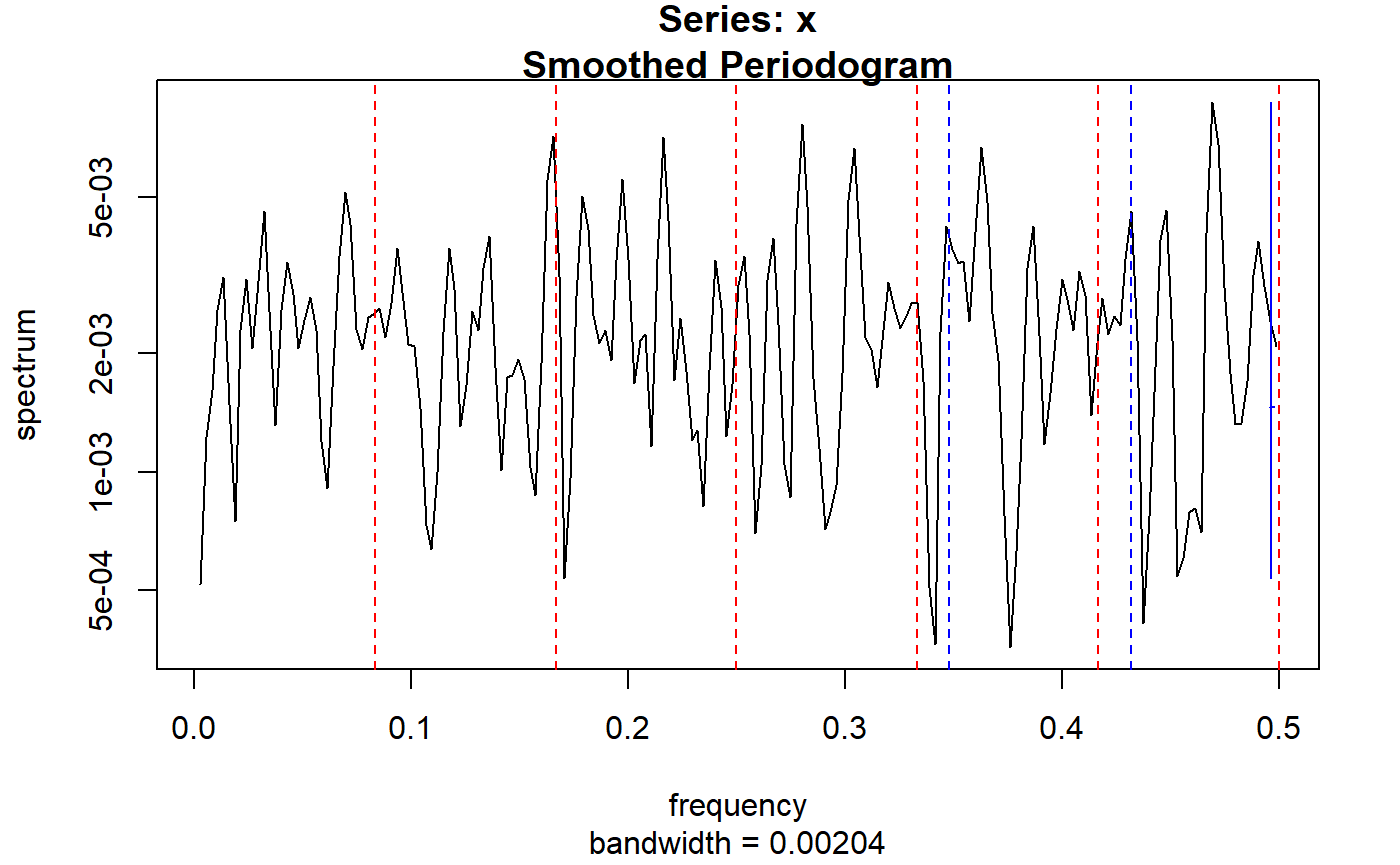 Series: x
Smoothed Periodogram
spectrum
5e-03
2e-03
1e-03
5e-04
0.0 0.1 0.2 0.3 0.4 0.5
frequency
bandwidth = 0.00204